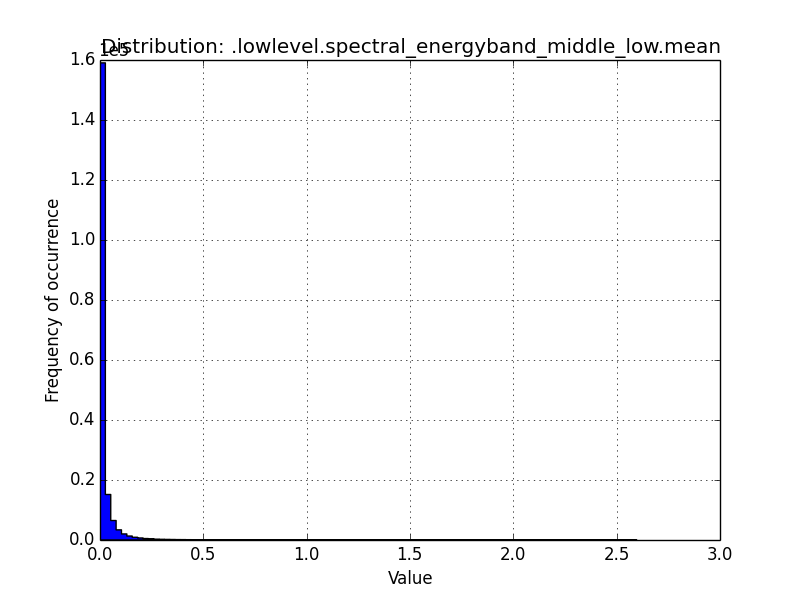 Distribution: .lowlevel.spectral_energyband_middle_low.mean
1e5
1.6
1.4
1.2
1.0
0.8
0.6
0.4
0.2
0.0
Frequency of occurrence
0.0 0.5 1.0 1.5 2.0 2.5 3.0
Value